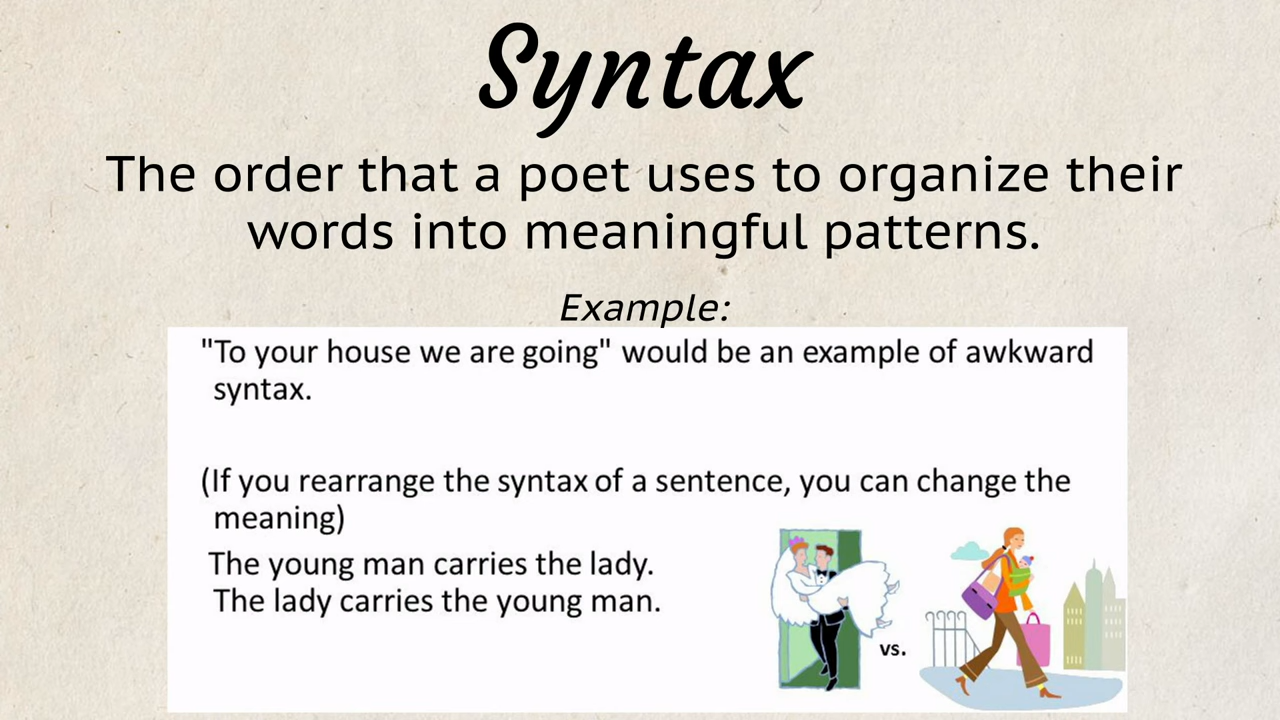 Syntax
The order that a poet uses to organize their
words into meaningful patterns.
Example:
"To your house we are going" would be an example of awkward
syntax.
(If you rearrange the syntax of a sentence, you can change the
meaning)
The young man carries the lady.
The lady carries the young man.
vs.